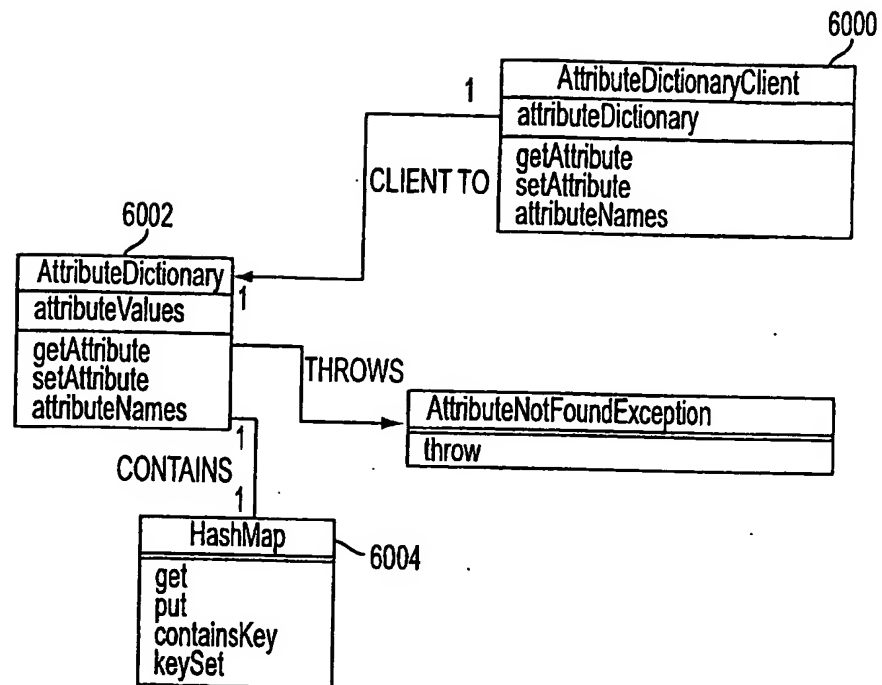 6000
AttributeDictionaryClient
1
attributeDictionary
getAttribute
CLIENT TO
setAttribute
attributeNames
6002
AttributeDictionary
1
attributeValues
getAttribute
THROWS
setAttribute
attributeNames
AttributeNotFoundException
1
throw
CONTAINS
1
HashMap
6004
get
put
containsKey
keySet